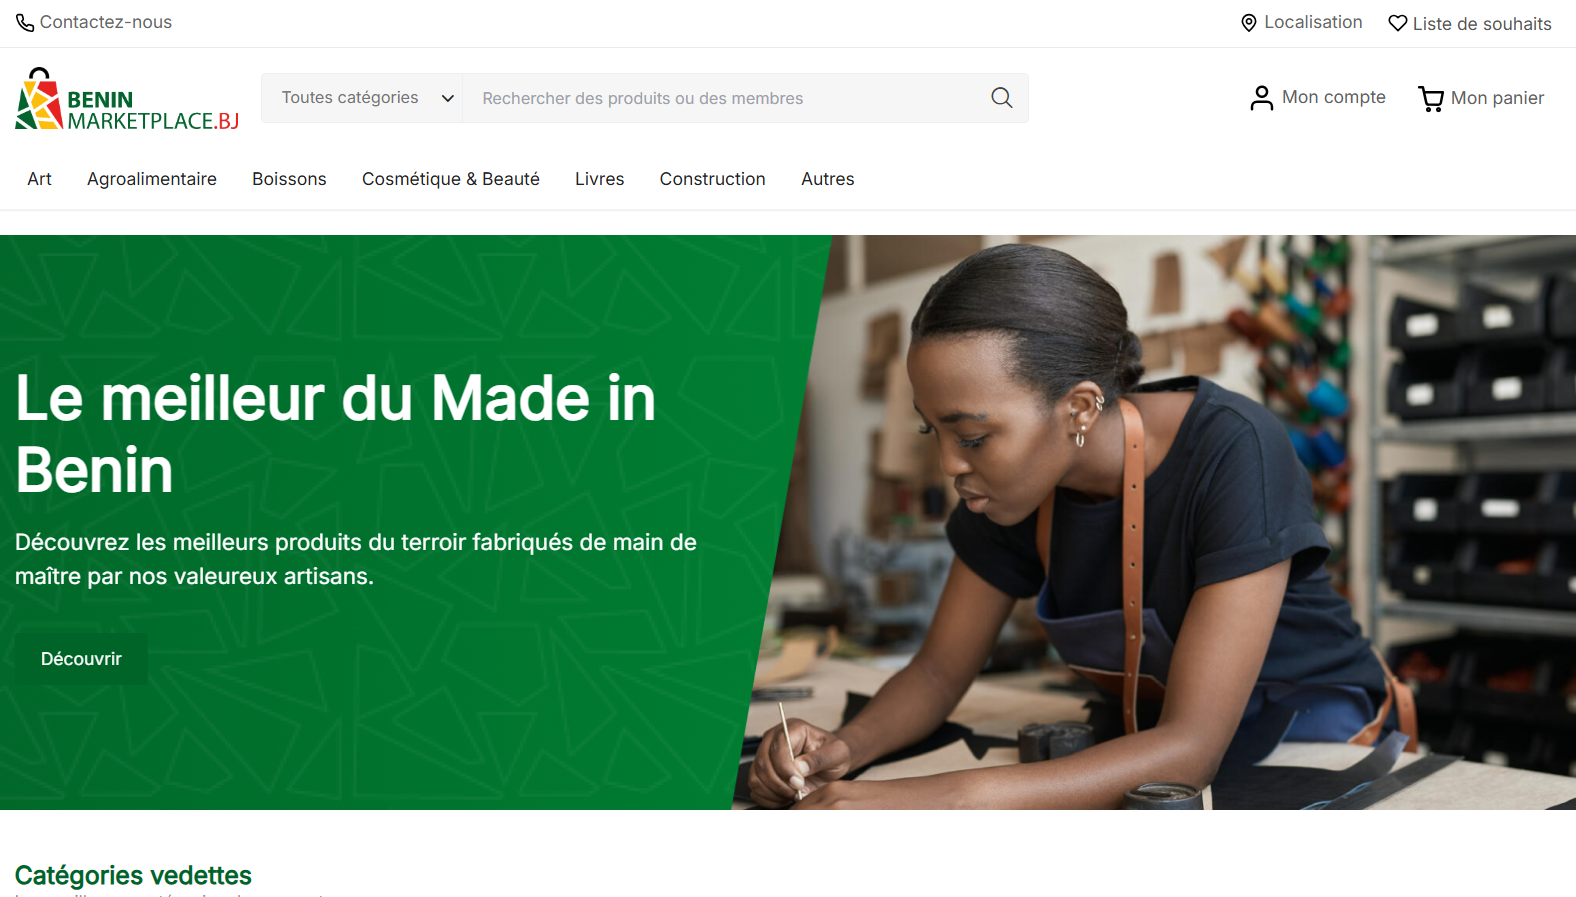 Contactez-nous
Localisation
Liste de souhaits
BENIN
MARKETPLACE.BJ
Toutes catégories
Rechercher des produits ou des membres
Mon compte
Mon panier
Art
Agroalimentaire
Boissons
Cosmétique & Beauté
Livres
Construction
Autres
Le meilleur du Made in
Benin
Découvrez les meilleurs produits du terroir fabriqués de main de
maître par nos valeureux artisans.
Découvrir
Catégories vedettes